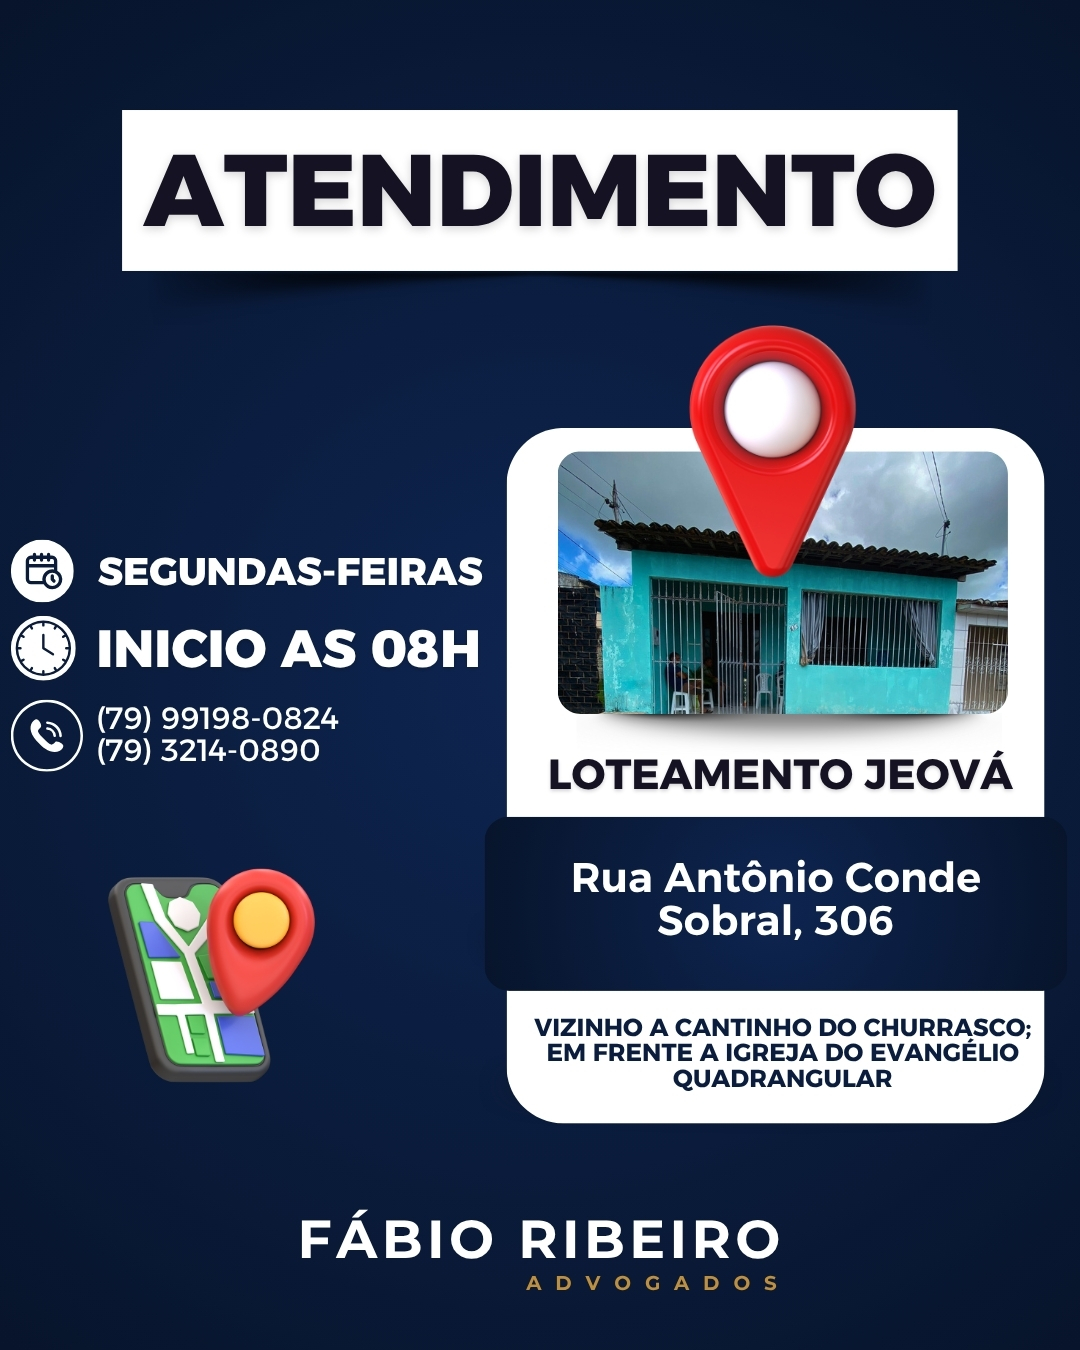 ATENDIMENTO
SEGUNDAS-FEIRAS
INICIO AS 08H
(79) 99198-0824
(79) 3214-0890
LOTEAMENTO JEOVÁ
Rua Antônio Conde
Sobral, 306
VIZINHO A CANTINHO DO CHURRASCO;
EM FRENTE A IGREJA DO EVANGÉLIO
QUADRANGULAR
FÁBIO RIBEIRO
ADVOGADOS